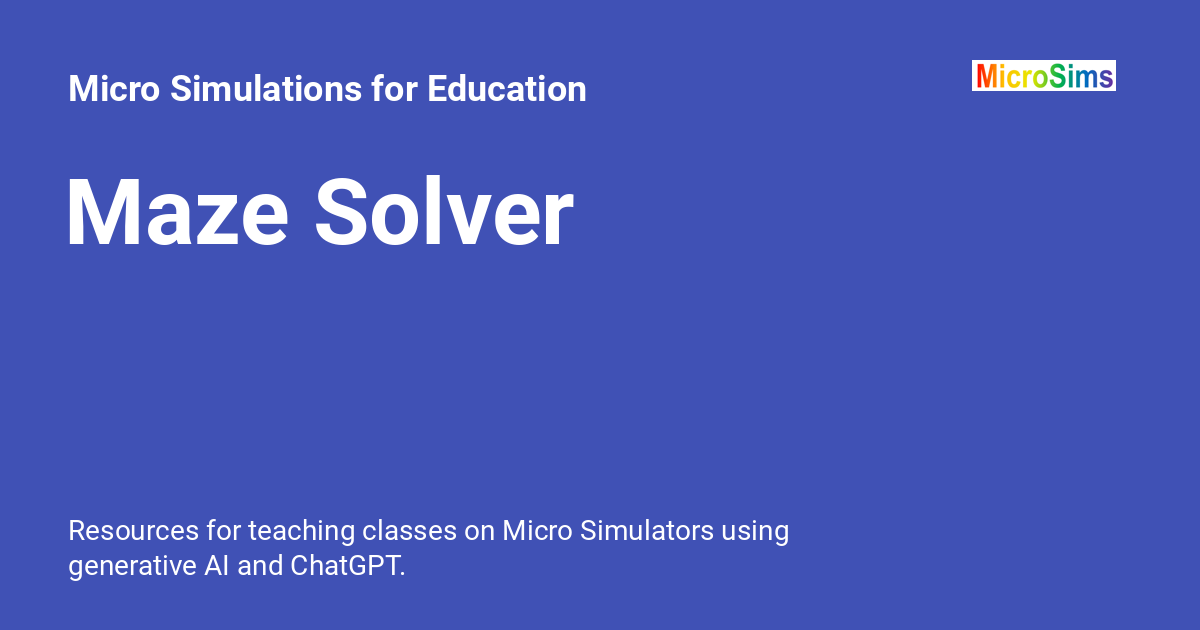 Micro Simulations for Education
MicroSims
Maze Solver
Resources for teaching classes on Micro Simulators using
generative AI and ChatGPT.